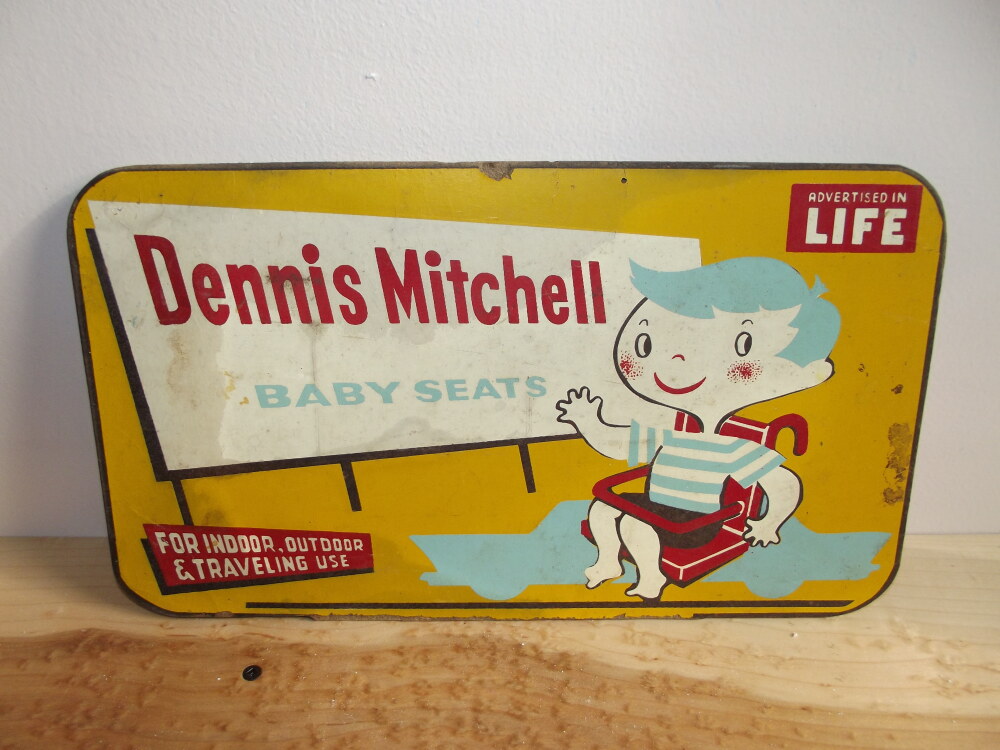 ADVERTISED IN
LIFE
Dennis Mitchell
BABY SEATS
FOR INDOOR, OUTDOOR
& TRAVELING USE